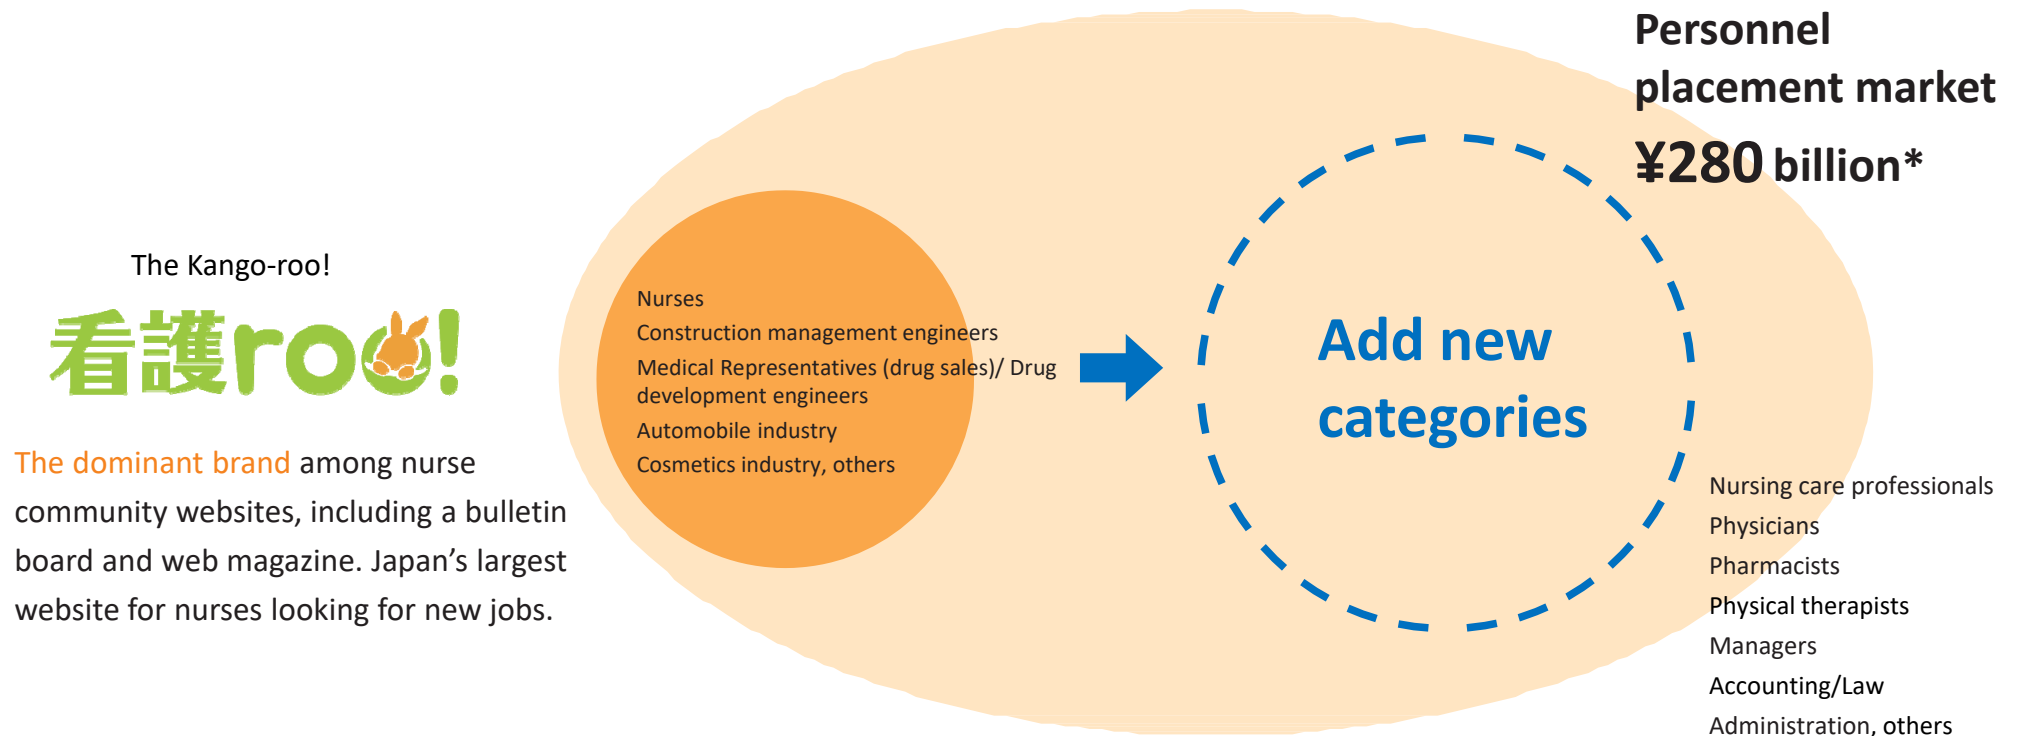 The Kango-roo!
看護roo!
The dominant brand among nurse
community websites, including a bulletin
board and web magazine. Japan’s largest
website for nurses looking for new jobs.
Nurses
Construction management engineers
Medical Representatives (drug sales)/ Drug
development engineers
Automobile industry
Cosmetics industry, others
Add new
categories
Personnel
placement market
¥280 billion*
Nursing care professionals
Physicians
Pharmacists
Physical therapists
Managers
Accounting/Law
Administration, others